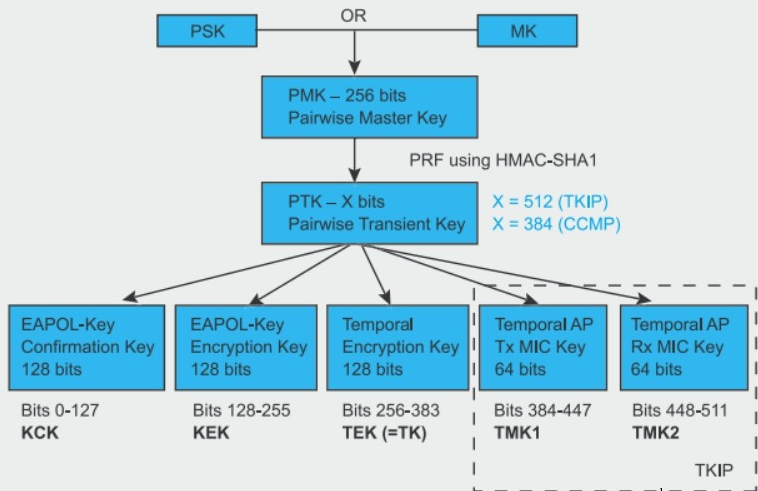 OR
PSK
MK
PMK – 256 bits
Pairwise Master Key
PRF using HMAC-SHA1
PTK – X bits
Pairwise Transient Key
X = 512 (TKIP)
X = 384 (CCMP)
EAPOL-Key
Confirmation Key
128 bits
EAPOL-Key
Encryption Key
128 bits
Temporal
Encryption Key
128 bits
Temporal AP
Tx MIC Key
64 bits
Temporal AP
Rx MIC Key
64 bits
Bits 0-127
KCK
Bits 128-255
KEK
Bits 256-383
TEK (=TK)
Bits 384-447
TMK1
Bits 448-511
TMK2
TKIP